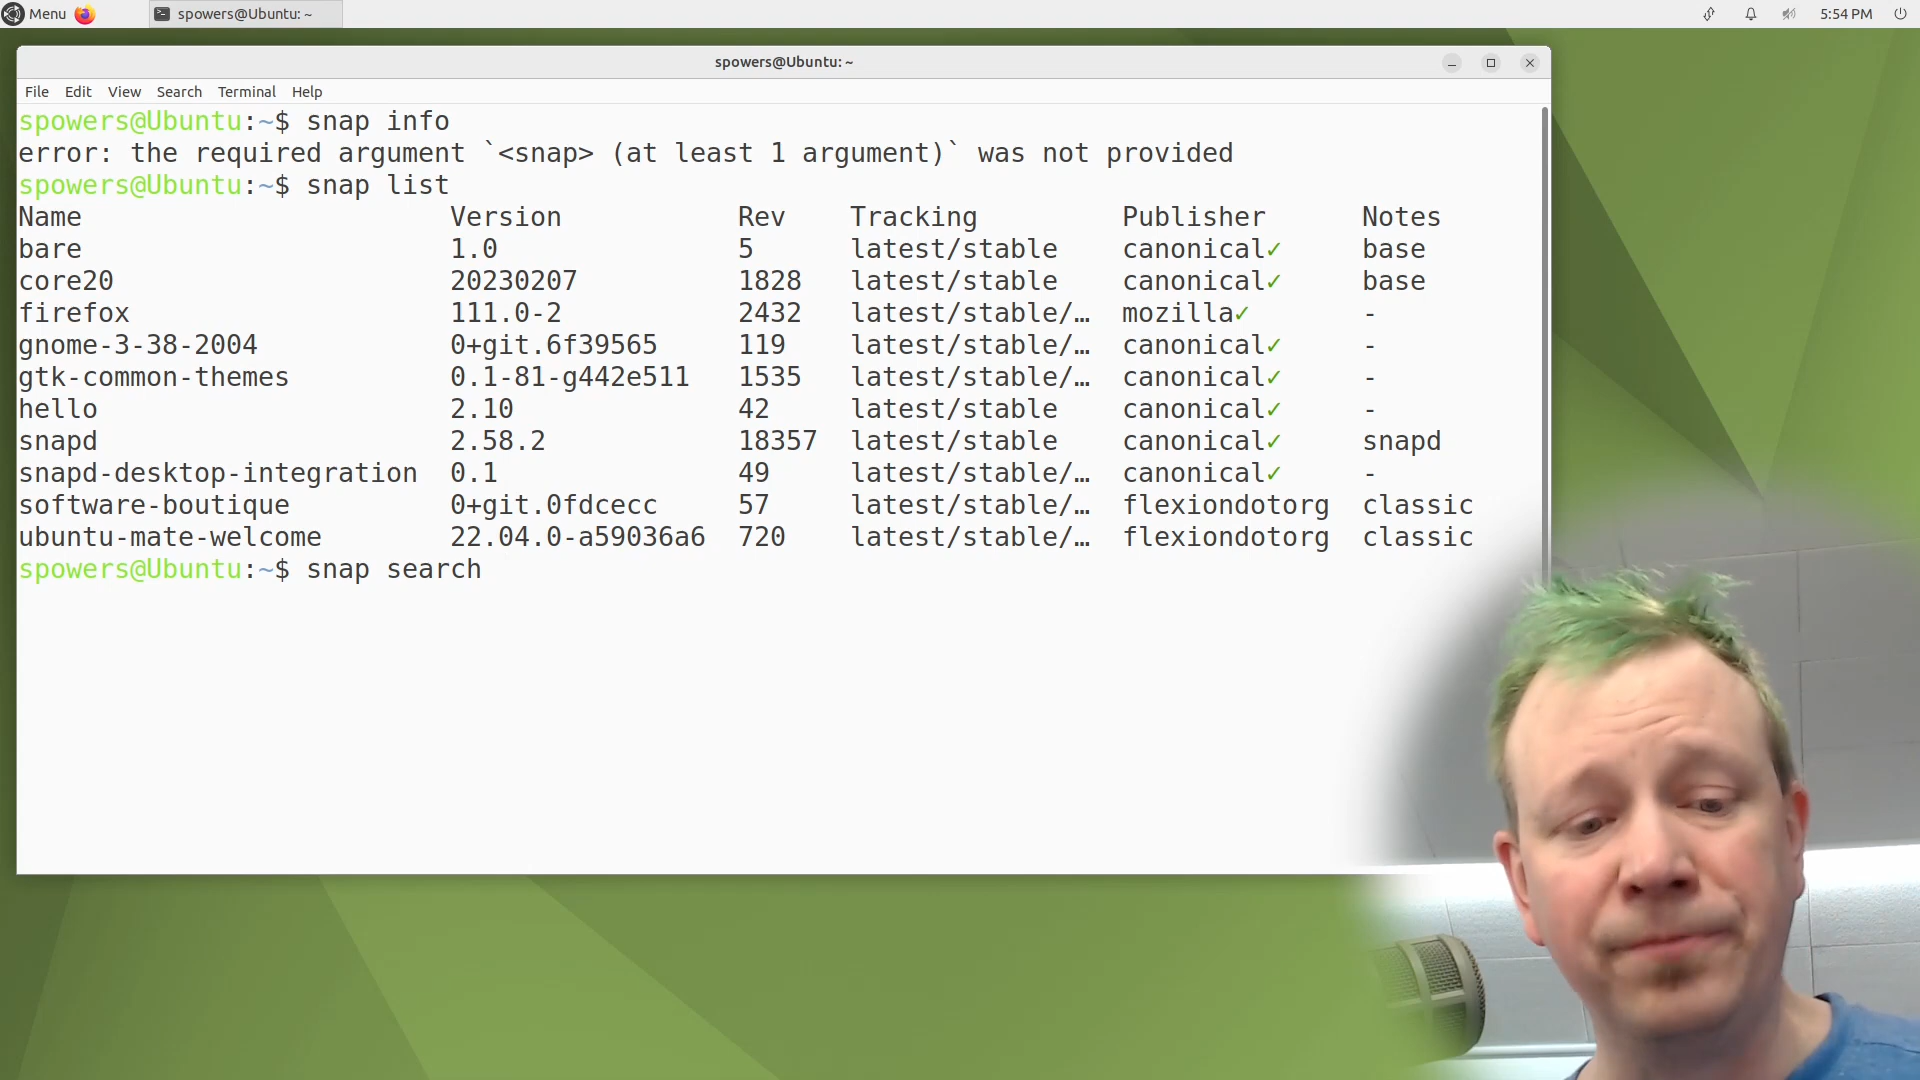 Menu spowers@Ubuntu: ~ 5:54 PM
spowers@Ubuntu: ~
File Edit View Search Terminal Help
spowers@Ubuntu:~$ snap info
error: the required argument `<snap> (at least 1 argument)` was not provided
spowers@Ubuntu:~$ snap list
Name Version Rev Tracking Publisher Notes
bare 1.0 5 latest/stable canonical✓ base
core20 20230207 1828 latest/stable canonical✓ base
firefox 111.0-2 2432 latest/stable/… mozilla✓ -
gnome-3-38-2004 0+git.6f39565 119 latest/stable/… canonical✓ -
gtk-common-themes 0.1-81-g442e511 1535 latest/stable/… canonical✓ -
hello 2.10 42 latest/stable canonical✓ -
snapd 2.58.2 18357 latest/stable canonical✓ snapd
snapd-desktop-integration 0.1 49 latest/stable/… canonical✓ -
software-boutique 0+git.0fdcecc 57 latest/stable/… flexiondotorg classic
ubuntu-mate-welcome 22.04.0-a59036a6 720 latest/stable/… flexiondotorg classic
spowers@Ubuntu:~$ snap search